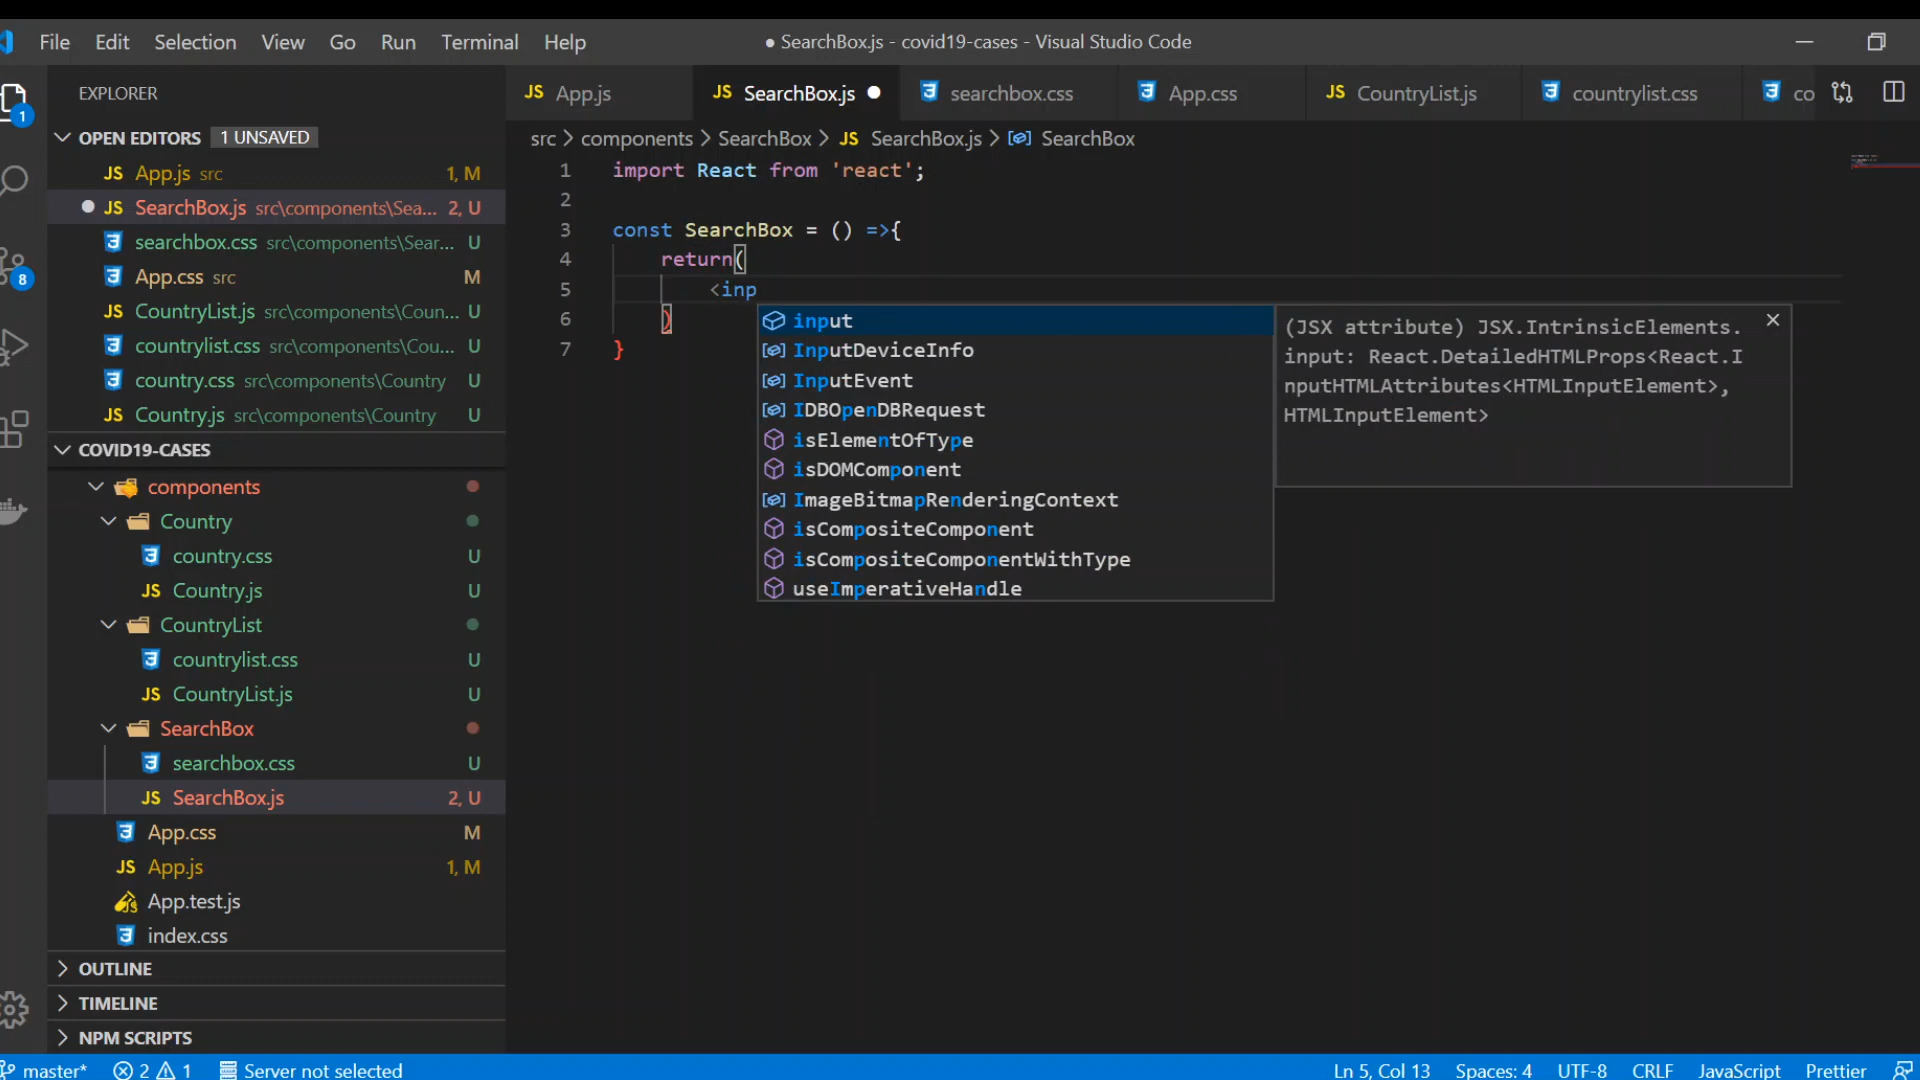 File Edit Selection View Go Run Terminal Help ● SearchBox.js - covid19-cases - Visual Studio Code
EXPLORER
OPEN EDITORS 1 UNSAVED
JS App.js src 1, M
JS SearchBox.js src\components\Sea... 2, U
searchbox.css src\components\Sear... U
App.css src M
JS CountryList.js src\components\Coun... U
countrylist.css src\components\Cou... U
country.css src\components\Country U
JS Country.js src\components\Country U
COVID19-CASES
components
Country
country.css U
JS Country.js U
CountryList
countrylist.css U
JS CountryList.js U
SearchBox
searchbox.css U
JS SearchBox.js 2, U
App.css M
JS App.js 1, M
App.test.js
index.css
OUTLINE
TIMELINE
NPM SCRIPTS
1
8
JS App.js JS SearchBox.js ● searchbox.css App.css JS CountryList.js countrylist.css co
src > components > SearchBox > JS SearchBox.js > SearchBox
1 import React from 'react';
2
3 const SearchBox = () =>{
4 return(
5 <inp
6 )
7 }
input
InputDeviceInfo
InputEvent
IDBOpenDBRequest
isElementOfType
isDOMComponent
ImageBitmapRenderingContext
isCompositeComponent
isCompositeComponentWithType
useImperativeHandle
(JSX attribute) JSX.IntrinsicElements.
input: React.DetailedHTMLProps<React.I
nputHTMLAttributes<HTMLInputElement>,
HTMLInputElement>
master* 2 1 Server not selected Ln 5, Col 13 Spaces: 4 UTF-8 CRLF JavaScript Prettier